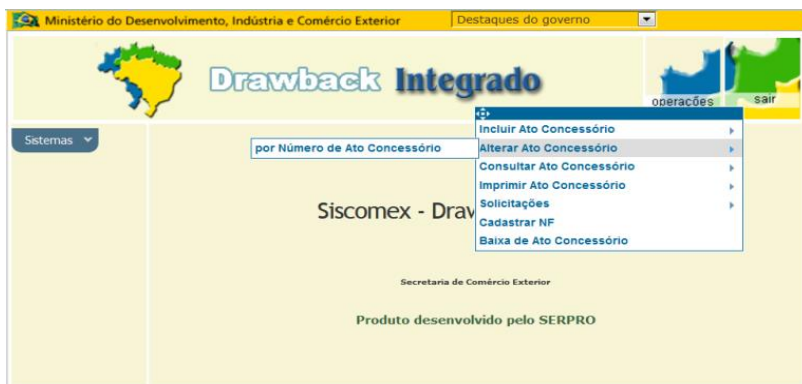 Ministério do Desenvolvimento, Indústria e Comércio Exterior
Destaques do governo
Drawback Integrado
operações
sair
Sistemas
Incluir Ato Concessório
por Número de Ato Concessório
Alterar Ato Concessório
Consultar Ato Concessório
Imprimir Ato Concessório
Solicitações
Siscomex - Drav
Cadastrar NF
Baixa de Ato Concessório
Secretaria de Comércio Exterior
Produto desenvolvido pelo SERPRO